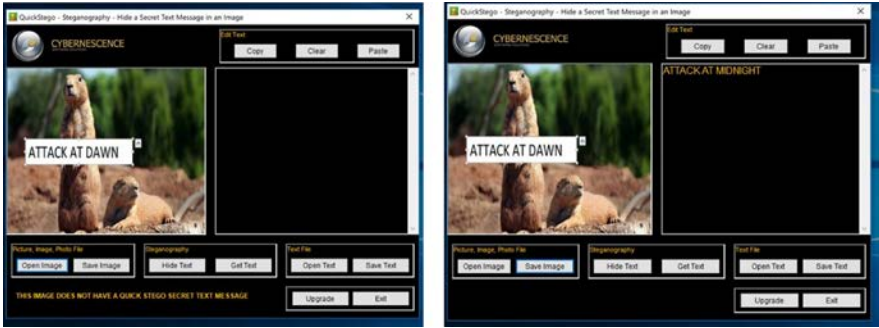 QuickStego - Steganography - Hide a Secret Text Message in an Image
CYBERNESCENCE
Edit Text
Copy Clear Paste
ATTACK AT DAWN
Picture, Image, Photo File
Open Image Save Image
Steganography
Hide Text Get Text
Text File
Open Text Save Text
THIS IMAGE DOES NOT HAVE A QUICK STEGO SECRET TEXT MESSAGE
Upgrade Exit
QuickStego - Steganography - Hide a Secret Text Message in an Image
CYBERNESCENCE
Edit Text
Copy Clear Paste
ATTACK AT MIDNIGHT
ATTACK AT DAWN
Picture, Image, Photo File
Open Image Save Image
Steganography
Hide Text Get Text
Text File
Open Text Save Text
Upgrade Exit